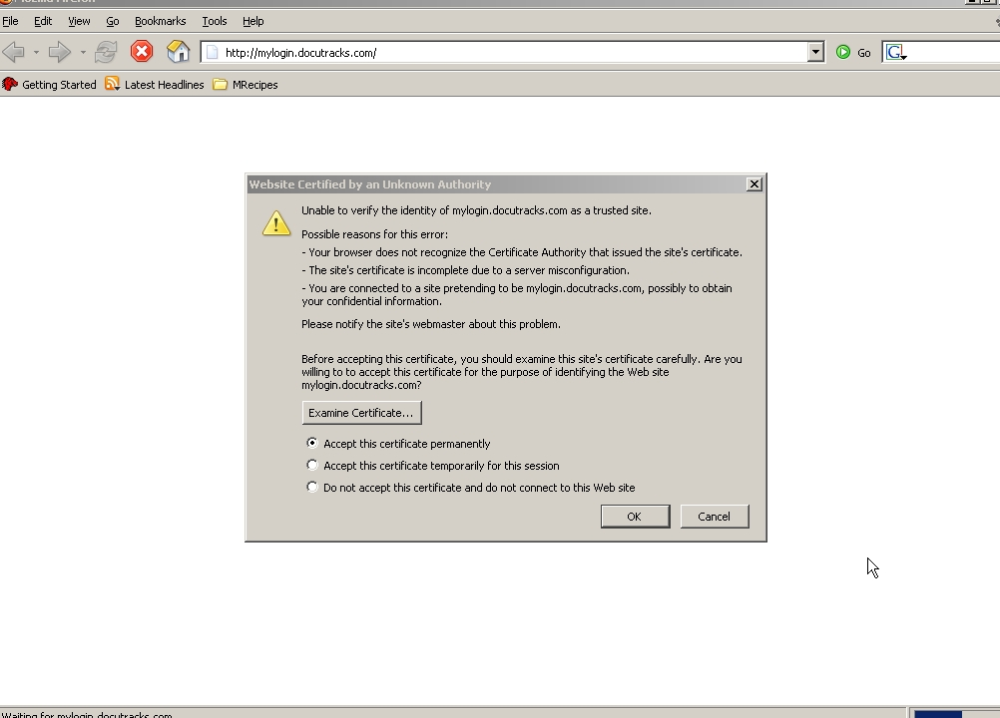 Mozilla Firefox
File Edit View Go Bookmarks Tools Help
http://mylogin.docutracks.com/ Go G
Getting Started Latest Headlines MRecipes
Website Certified by an Unknown Authority
Unable to verify the identity of mylogin.docutracks.com as a trusted site.
Possible reasons for this error:
- Your browser does not recognize the Certificate Authority that issued the site's certificate.
- The site's certificate is incomplete due to a server misconfiguration.
- You are connected to a site pretending to be mylogin.docutracks.com, possibly to obtain
your confidential information.
Please notify the site's webmaster about this problem.
Before accepting this certificate, you should examine this site's certificate carefully. Are you
willing to to accept this certificate for the purpose of identifying the Web site
mylogin.docutracks.com?
Examine Certificate...
Accept this certificate permanently
Accept this certificate temporarily for this session
Do not accept this certificate and do not connect to this Web site
OK Cancel
Waiting for mylogin.docutracks.com